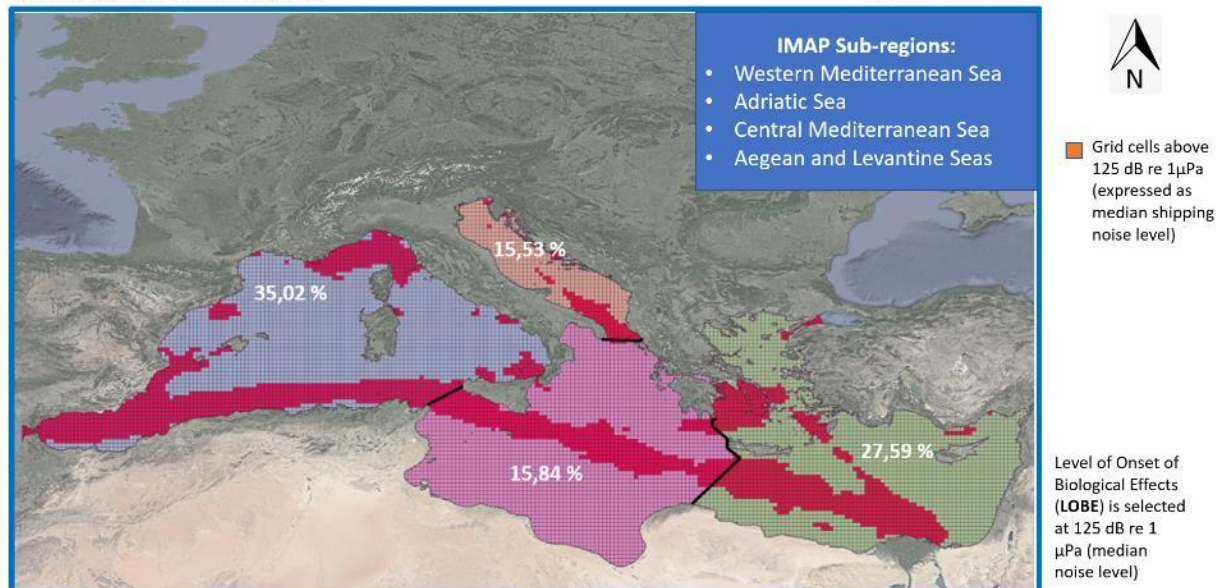 IMAP Sub-regions:
• Western Mediterranean Sea
• Adriatic Sea
• Central Mediterranean Sea
• Aegean and Levantine Seas
N
Grid cells above
125 dB re 1µPa
(expressed as
median shipping
noise level)
15,53 %
35,02 %
27,59 %
15,84 %
Level of Onset of
Biological Effects
(LOBE) is selected
at 125 dB re 1
µPa (median
noise level)